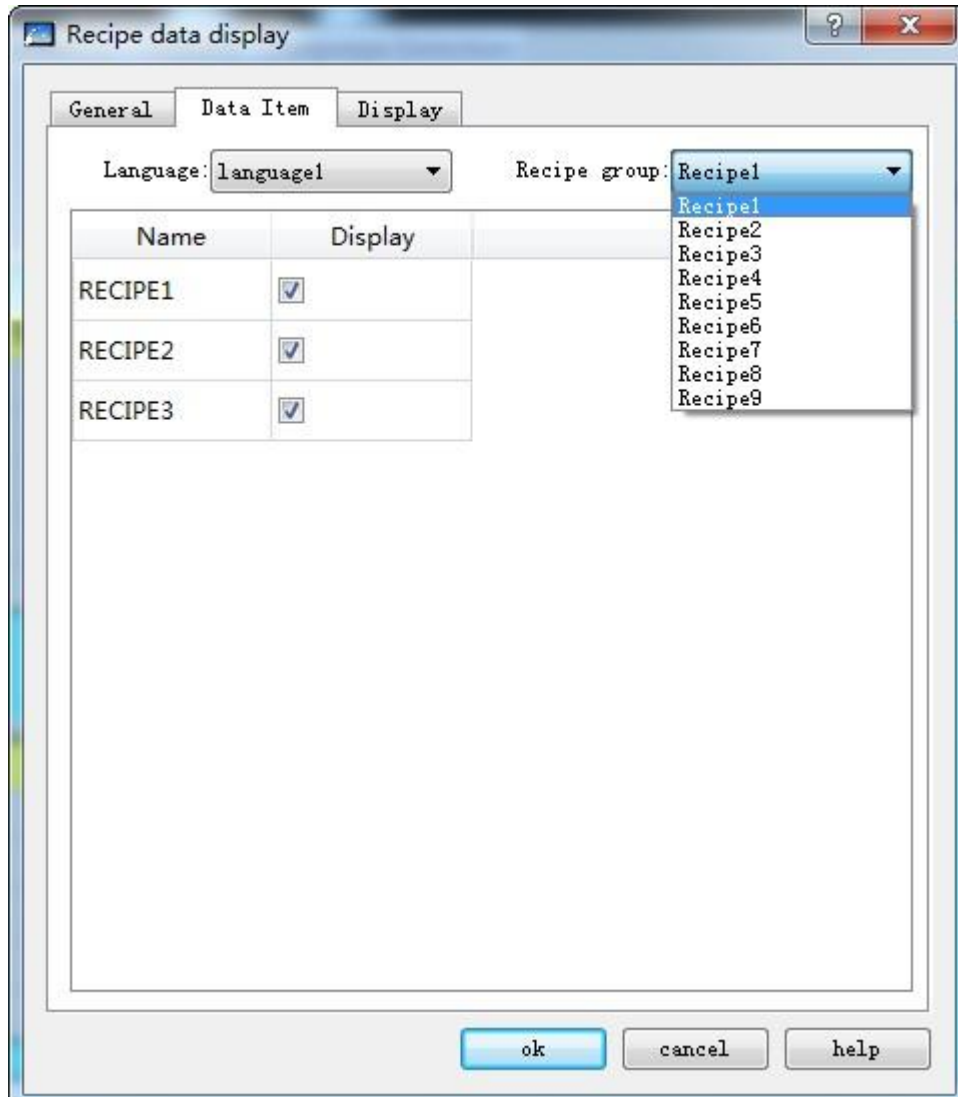 Recipe data display
?
General Data Item Display
Language: language1 Recipe group: Recipe1
Recipe1
Name Display Recipe2
Recipe3
Recipe4
RECIPE1
Recipe5
Recipe6
RECIPE2 Recipe7
Recipe8
Recipe9
RECIPE3
ok cancel help